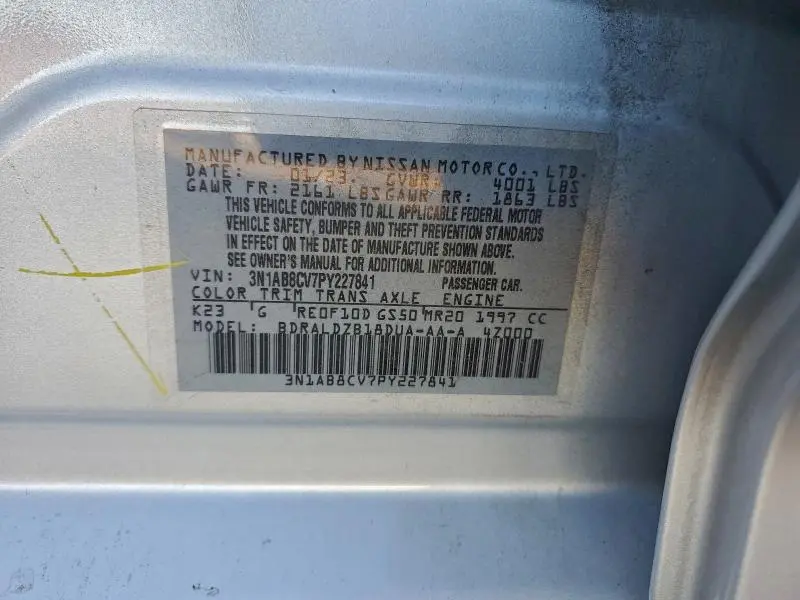 MANUFACTURED BY NISSAN MOTOR CO., LTD.
DATE: 01/23 GVWR: 4001 LBS
GAWR FR: 2161 LBS GAWR RR: 1863 LBS
THIS VEHICLE CONFORMS TO ALL APPLICABLE FEDERAL MOTOR
VEHICLE SAFETY, BUMPER AND THEFT PREVENTION STANDARDS
IN EFFECT ON THE DATE OF MANUFACTURE SHOWN ABOVE.
SEE OWNER'S MANUAL FOR ADDITIONAL INFORMATION.
VIN: 3N1AB8CV7PY227841 PASSENGER CAR.
COLOR TRIM TRANS AXLE ENGINE
K23 G RE0F10D GS50 MR20 1997 CC
MODEL: BDRALDZB18DUA-AA-A 4Z000
3N1AB8CV7PY227841